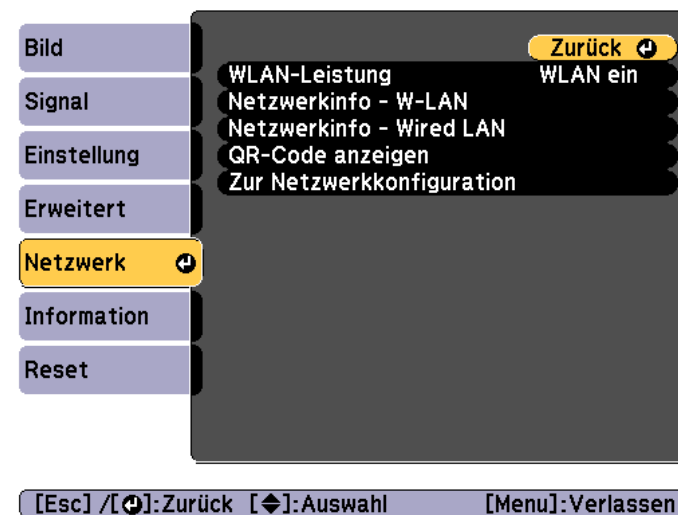 Bild
Signal
Einstellung
Erweitert
Netzwerk
Information
Reset
Zurück
WLAN-Leistung WLAN ein
Netzwerkinfo - W-LAN
Netzwerkinfo - Wired LAN
QR-Code anzeigen
Zur Netzwerkkonfiguration
[Esc] /[⏎]:Zurück [◆]:Auswahl [Menu]:Verlassen